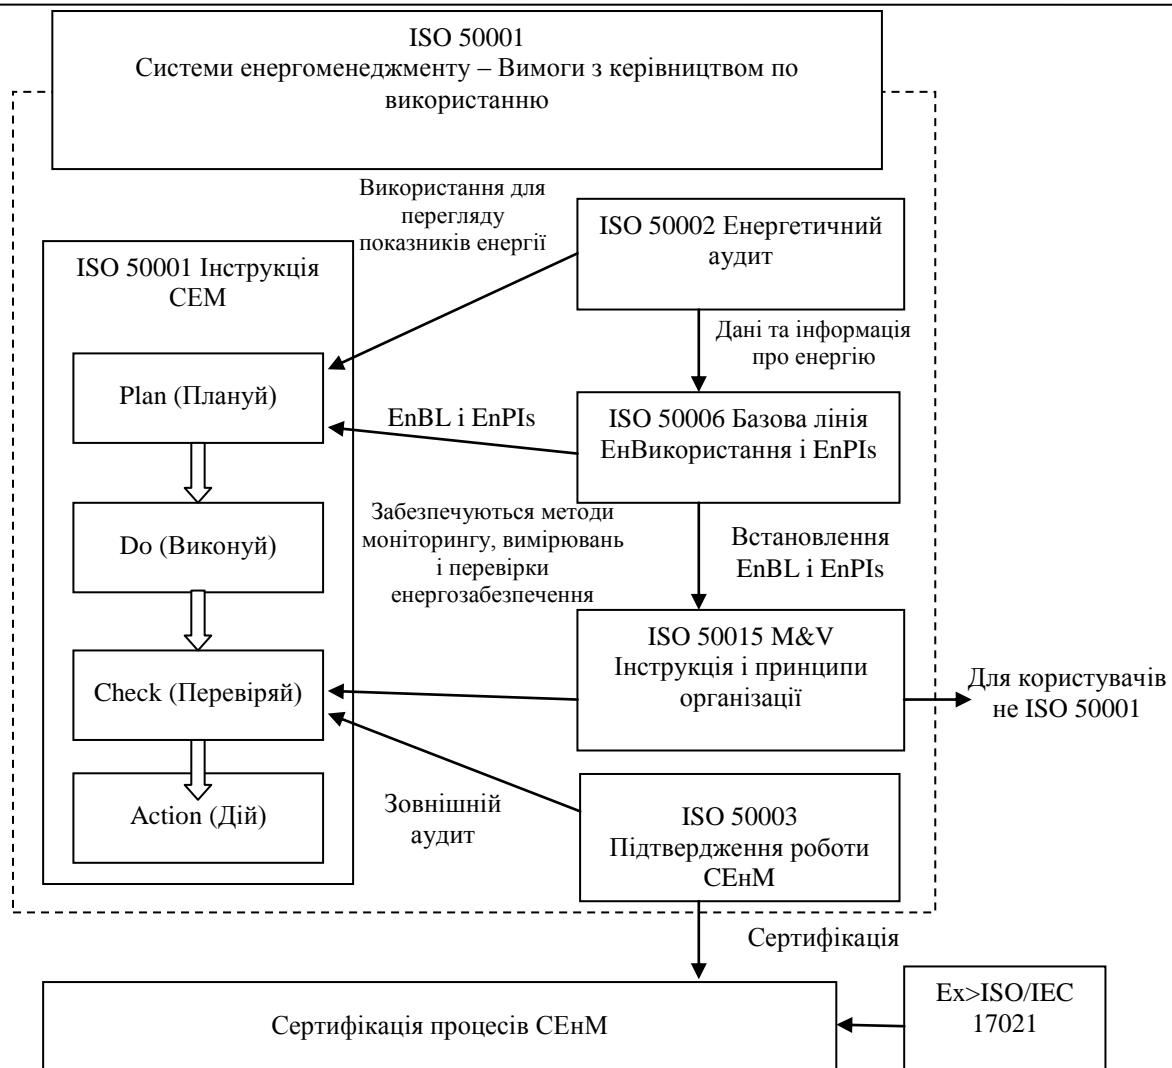 ISO 50001
Системи енергоменеджменту – Вимоги з керівництвом по
використанню
Використання для
перегляду
показників енергії
ISO 50002 Енергетичний
аудит
ISO 50001 Інструкція
СЕМ
Дані та інформація
про енергію
Plan (Плануй)
EnBL і EnPIs
ISO 50006 Базова лінія
ЕнВикористання і EnPIs
Забезпечуються методи
моніторингу, вимірювань
і перевірки
енергозабезпечення
Встановлення
EnBL і EnPIs
Do (Виконуй)
ISO 50015 M&V
Інструкція і принципи
організації
Check (Перевіряй)
Для користувачів
не ISO 50001
Action (Дій)
Зовнішній
аудит
ISO 50003
Підтвердження роботи
СЕнМ
Сертифікація
Сертифікація процесів СЕнМ
Ex>ISO/IEC
17021